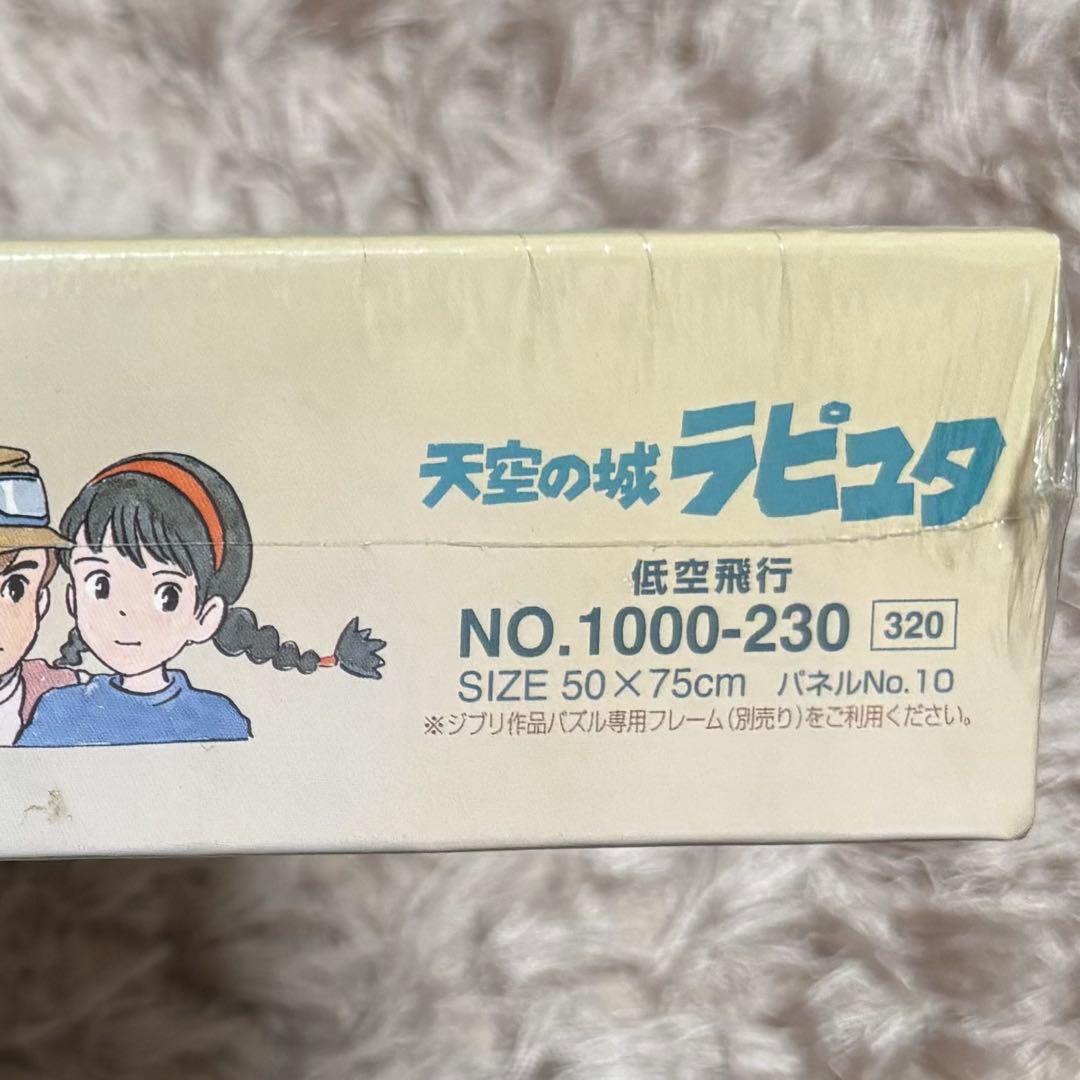 天空の城ラピュタ
低空飛行
NO.1000-230 320
SIZE 50×75cm パネルNo.10
※ジブリ作品パズル専用フレーム(別売り)をご利用ください。